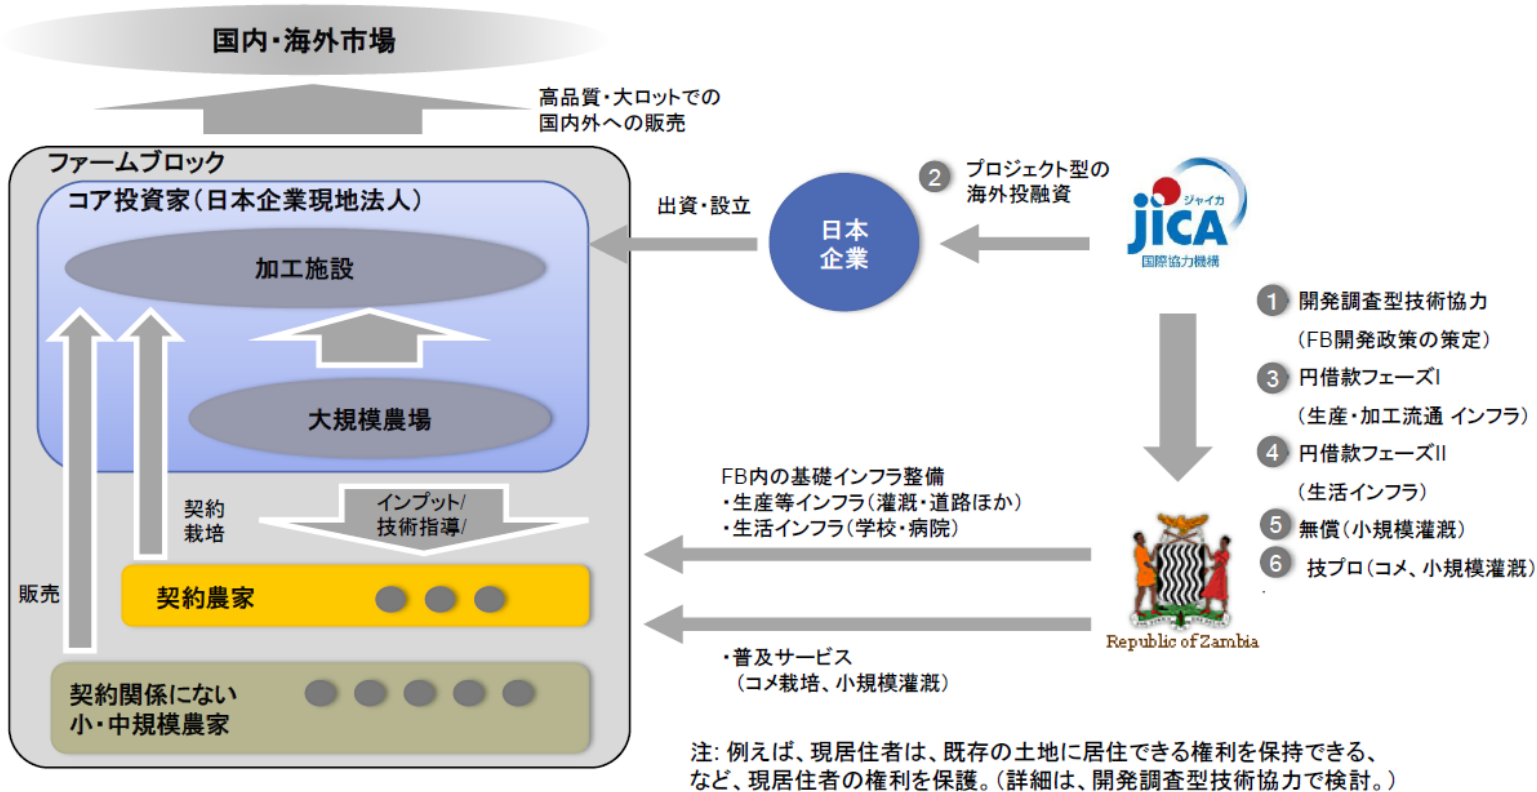 国内・海外市場
高品質・大ロットでの
国内外への販売
ファームブロック
コア投資家（日本企業現地法人）
加工施設
大規模農場
契約
栽培
インプット/
技術指導/
販売
契約農家
契約関係にない
小・中規模農家
出資・設立
日本
企業
2 プロジェクト型の
海外投融資
ジャイカ
JICA
国際協力機構
1 開発調査型技術協力
（FB開発政策の策定）
3 円借款フェーズI
（生産・加工流通 インフラ）
4 円借款フェーズII
（生活インフラ）
5 無償（小規模灌漑）
6 技プロ（コメ、小規模灌漑）
FB内の基礎インフラ整備
・生産等インフラ（灌漑・道路ほか）
・生活インフラ（学校・病院）
Republic of Zambia
・普及サービス
（コメ栽培、小規模灌漑）
注: 例えば、現居住者は、既存の土地に居住できる権利を保持できる、
など、現居住者の権利を保護。（詳細は、開発調査型技術協力で検討。）